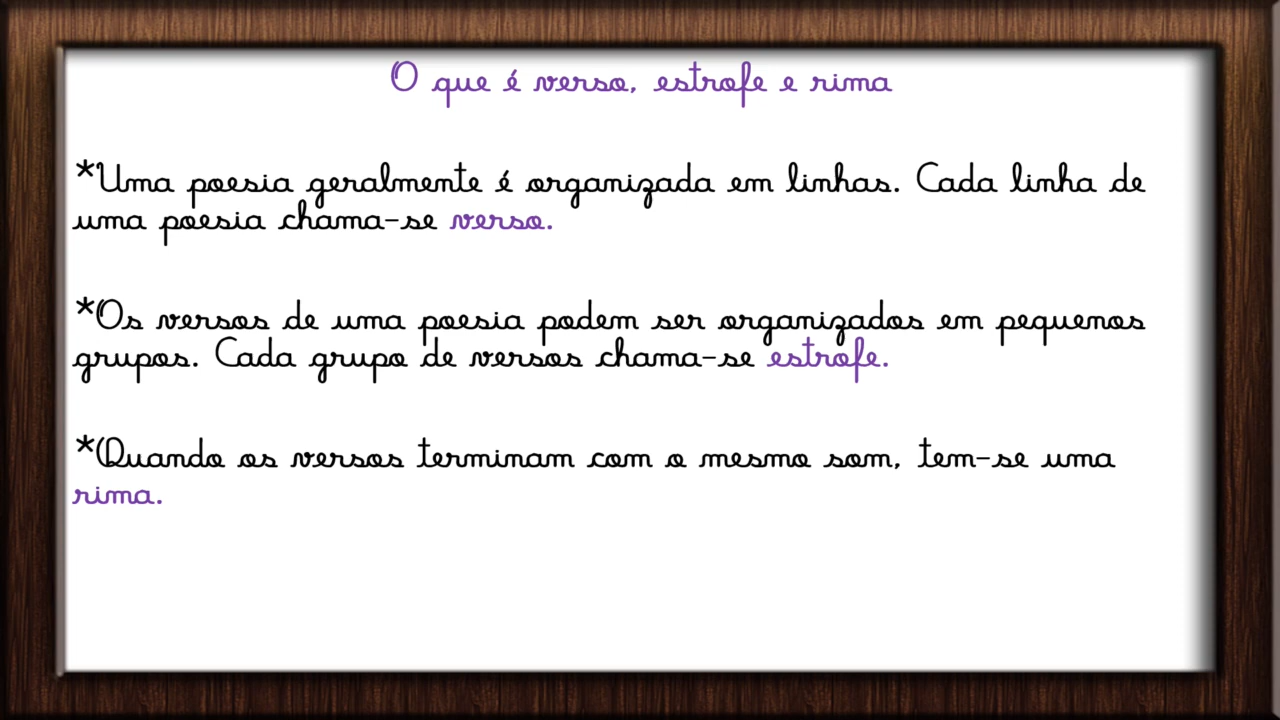 O que é verso, estrofe e rima
*Uma poesia geralmente é organizada em linhas. Cada linha de
uma poesia chama-se verso.
*Os versos de uma poesia podem ser organizados em pequenos
grupos. Cada grupo de versos chama-se estrofe.
*Quando os versos terminam com o mesmo som, tem-se uma
rima.